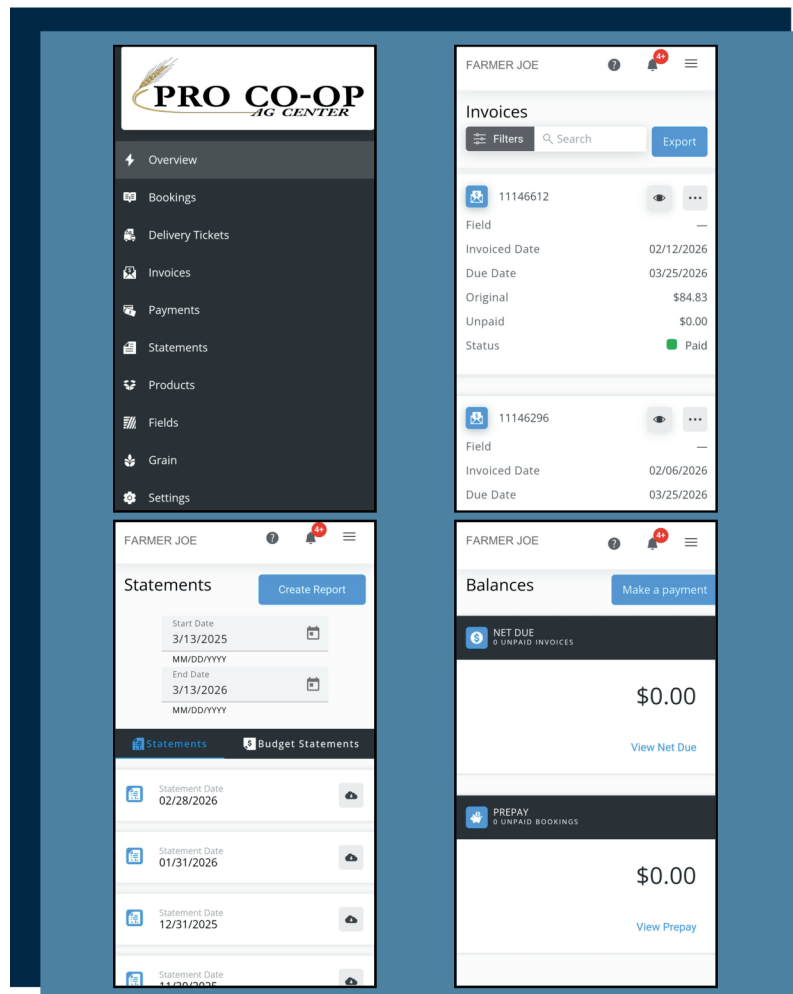 PRO CO-OP
AG CENTER
Overview
Bookings
Delivery Tickets
Invoices
Payments
Statements
Products
Fields
Grain
Settings
FARMER JOE
?
4+
Invoices
Filters
Search
Export
11146612
Field —
Invoiced Date 02/12/2026
Due Date 03/25/2026
Original $84.83
Unpaid $0.00
Status Paid
11146296
Field —
Invoiced Date 02/06/2026
Due Date 03/25/2026
FARMER JOE
?
4+
Statements
Create Report
Start Date
3/13/2025
MM/DD/YYYY
End Date
3/13/2026
MM/DD/YYYY
Statements
Budget Statements
Statement Date
02/28/2026
Statement Date
01/31/2026
Statement Date
12/31/2025
Statement Date
11/30/2025
FARMER JOE
?
4+
Balances
Make a payment
NET DUE
0 UNPAID INVOICES
$0.00
View Net Due
PREPAY
0 UNPAID BOOKINGS
$0.00
View Prepay